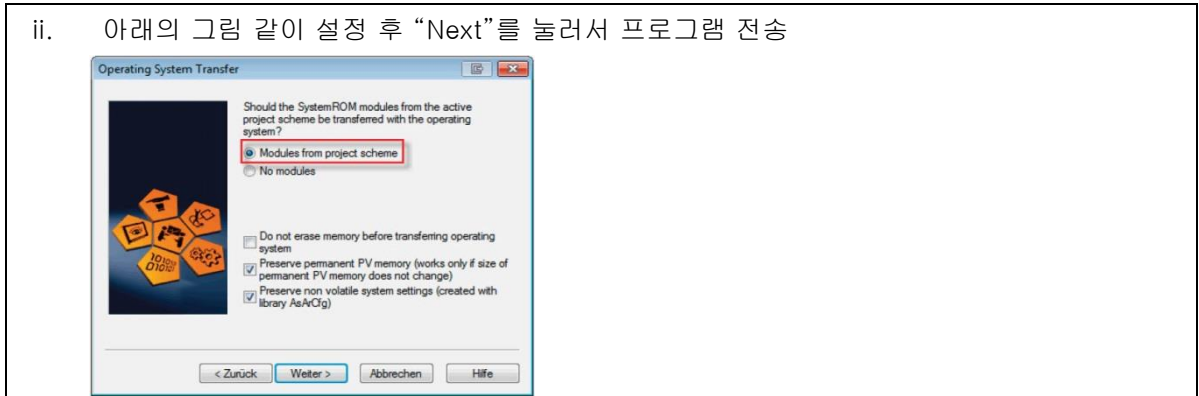 ii. 아래의 그림 같이 설정 후 “Next”를 눌러서 프로그램 전송
Operating System Transfer
Should the SystemROM modules from the active
project scheme be transferred with the operating
system?
Modules from project scheme
No modules
Do not erase memory before transferring operating
system
Preserve permanent PV memory (works only if size of
permanent PV memory does not change)
Preserve non volatile system settings (created with
library AsArCfg)
< Zurück
Weiter >
Abbrechen
Hilfe